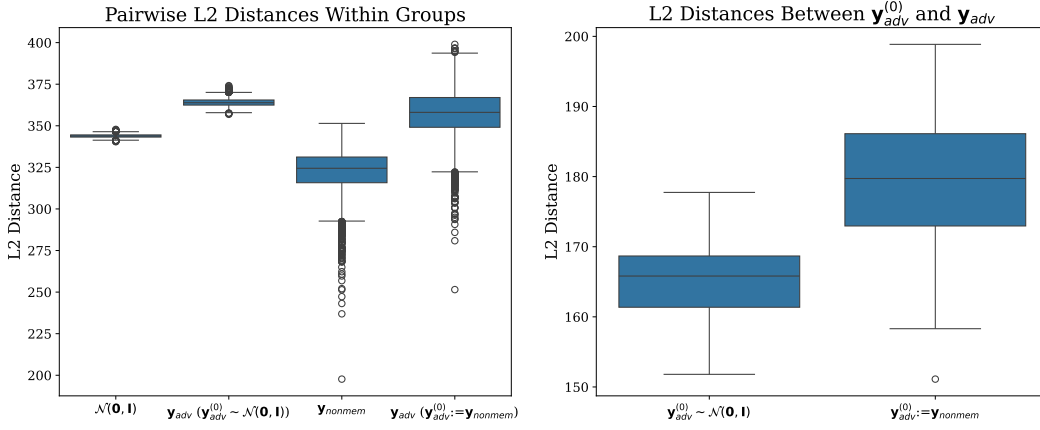 Pairwise L2 Distances Within Groups
L2 Distance
400
375
350
325
300
275
250
225
200
𝒩(𝟎, 𝐈)
𝐲_adv (𝐲_adv^(0) ~ 𝒩(𝟎, 𝐈))
𝐲_nonmem
𝐲_adv (𝐲_adv^(0):=𝐲_nonmem)
L2 Distances Between 𝐲_adv^(0) and 𝐲_adv
L2 Distance
200
190
180
170
160
150
𝐲_adv^(0) ~ 𝒩(𝟎, 𝐈)
𝐲_adv^(0):=𝐲_nonmem